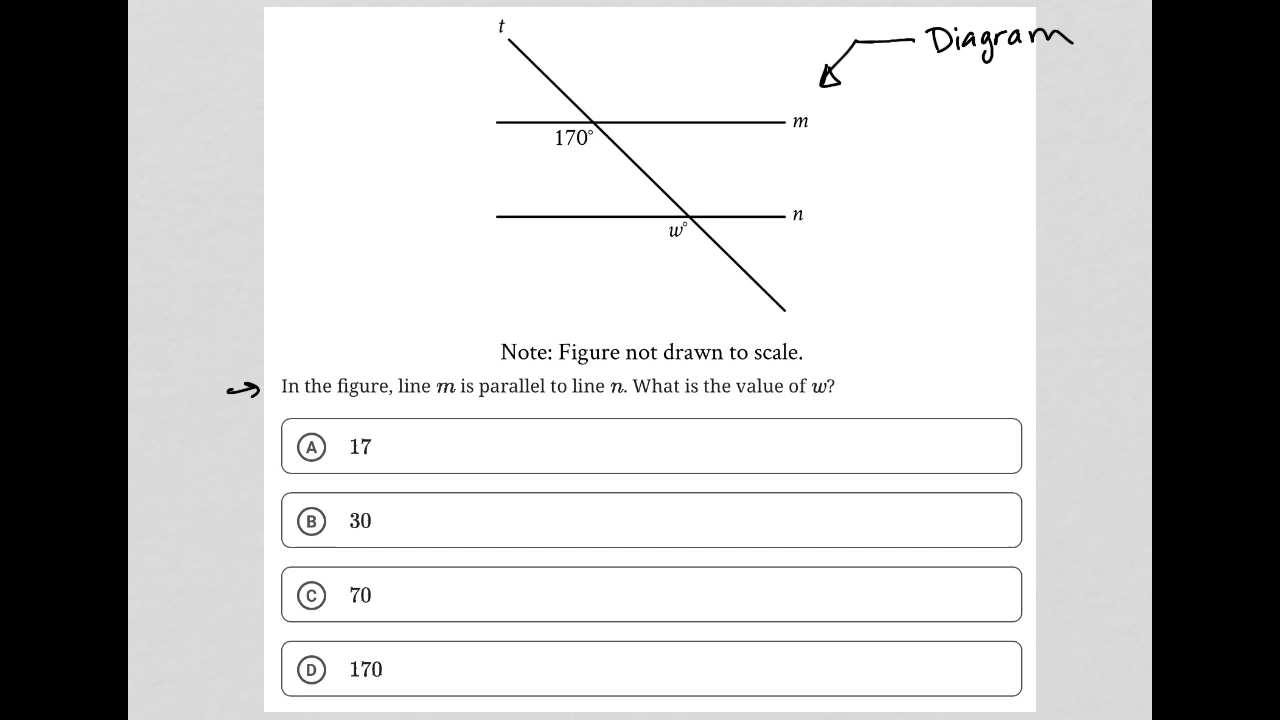 t
Diagram
m
170°
n
w°
Note: Figure not drawn to scale.
In the figure, line m is parallel to line n. What is the value of w?
A 17
B 30
C 70
D 170